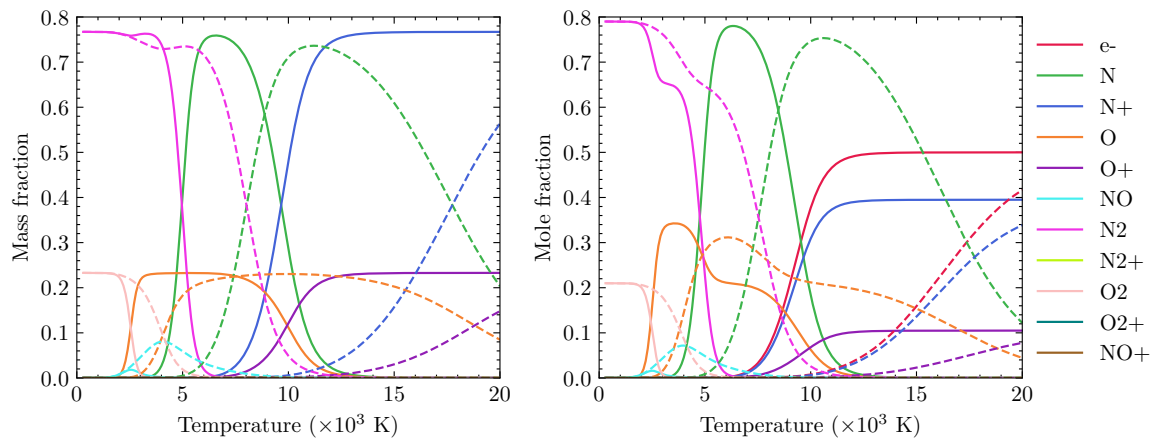 Mass fraction
0.8
0.7
0.6
0.5
0.4
0.3
0.2
0.1
0.0
0 5 10 15 20
Temperature (×10³ K)
Mole fraction
0.8
0.7
0.6
0.5
0.4
0.3
0.2
0.1
0.0
0 5 10 15 20
Temperature (×10³ K)
e-
N
N+
O
O+
NO
N2
N2+
O2
O2+
NO+